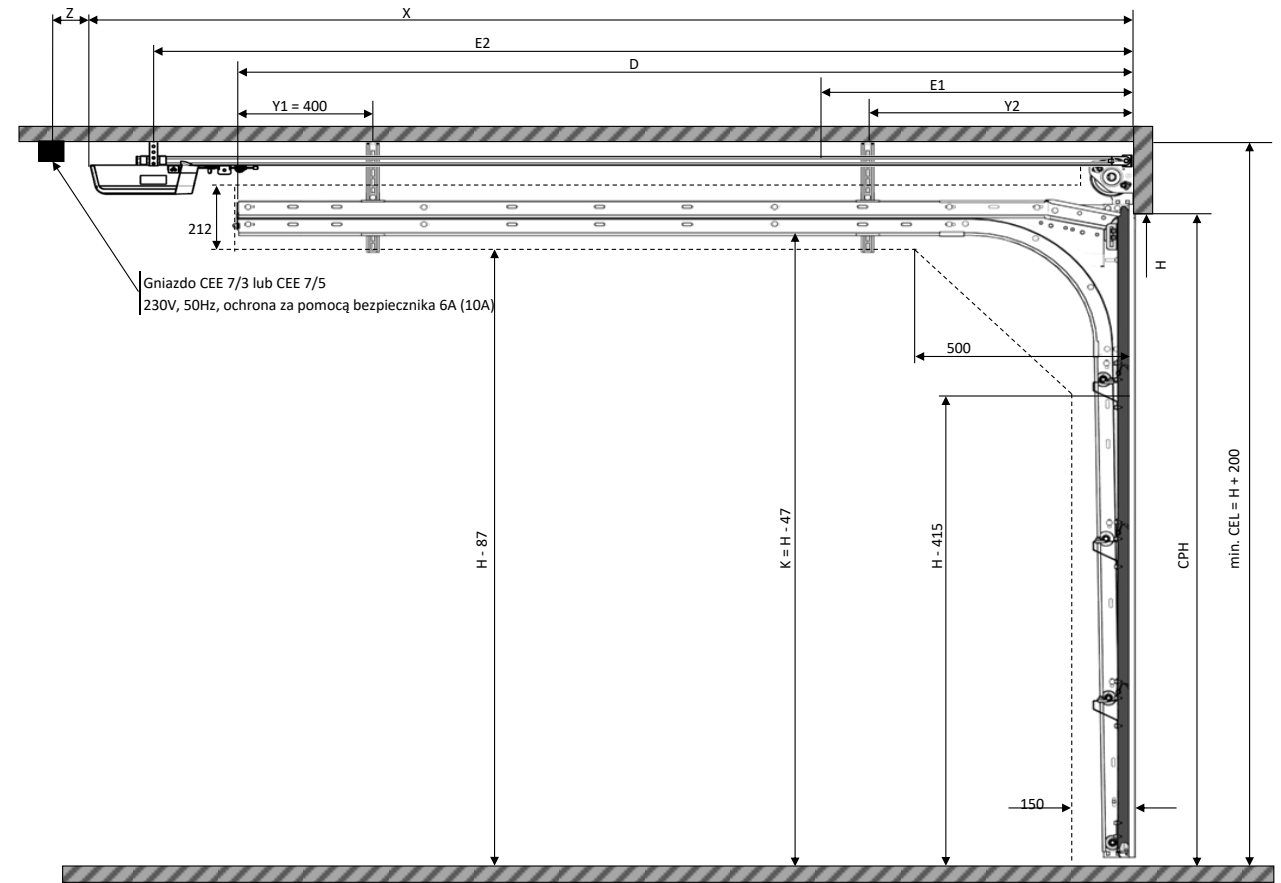 Z
X
E2
D
E1
Y1 = 400
Y2
212
Gniazdo CEE 7/3 lub CEE 7/5
230V, 50Hz, ochrona za pomocą bezpiecznika 6A (10A)
H
500
H - 87
K = H - 47
H - 415
CPH
min. CEL = H + 200
150